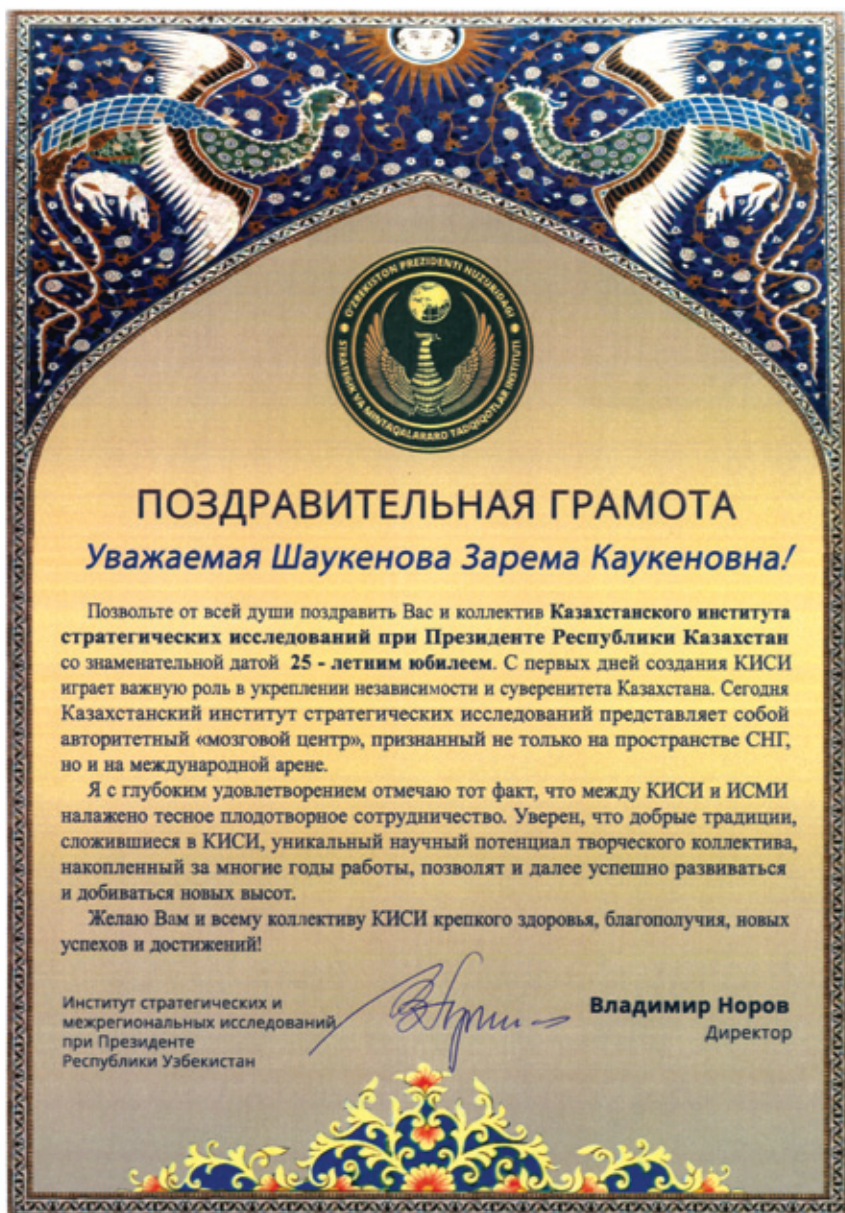 O'ZBEKISTON PREZIDENTI HUZURIDAGI
STRATEGIK VA MINTAQALARARO TADQIQOTLAR INSTITUTI
ПОЗДРАВИТЕЛЬНАЯ ГРАМОТА
Уважаемая Шаукенова Зарема Каукеновна!
Позвольте от всей души поздравить Вас и коллектив Казахстанского института
стратегических исследований при Президенте Республики Казахстан
со знаменательной датой 25 - летним юбилеем. С первых дней создания КИСИ
играет важную роль в укреплении независимости и суверенитета Казахстана. Сегодня
Казахстанский институт стратегических исследований представляет собой
авторитетный «мозговой центр», признанный не только на пространстве СНГ,
но и на международной арене.
Я с глубоким удовлетворением отмечаю тот факт, что между КИСИ и ИСМИ
налажено тесное плодотворное сотрудничество. Уверен, что добрые традиции,
сложившиеся в КИСИ, уникальный научный потенциал творческого коллектива,
накопленный за многие годы работы, позволят и далее успешно развиваться
и добиваться новых высот.
Желаю Вам и всему коллективу КИСИ крепкого здоровья, благополучия, новых
успехов и достижений!
Институт стратегических и
межрегиональных исследований
при Президенте
Республики Узбекистан
Владимир Норов
Директор